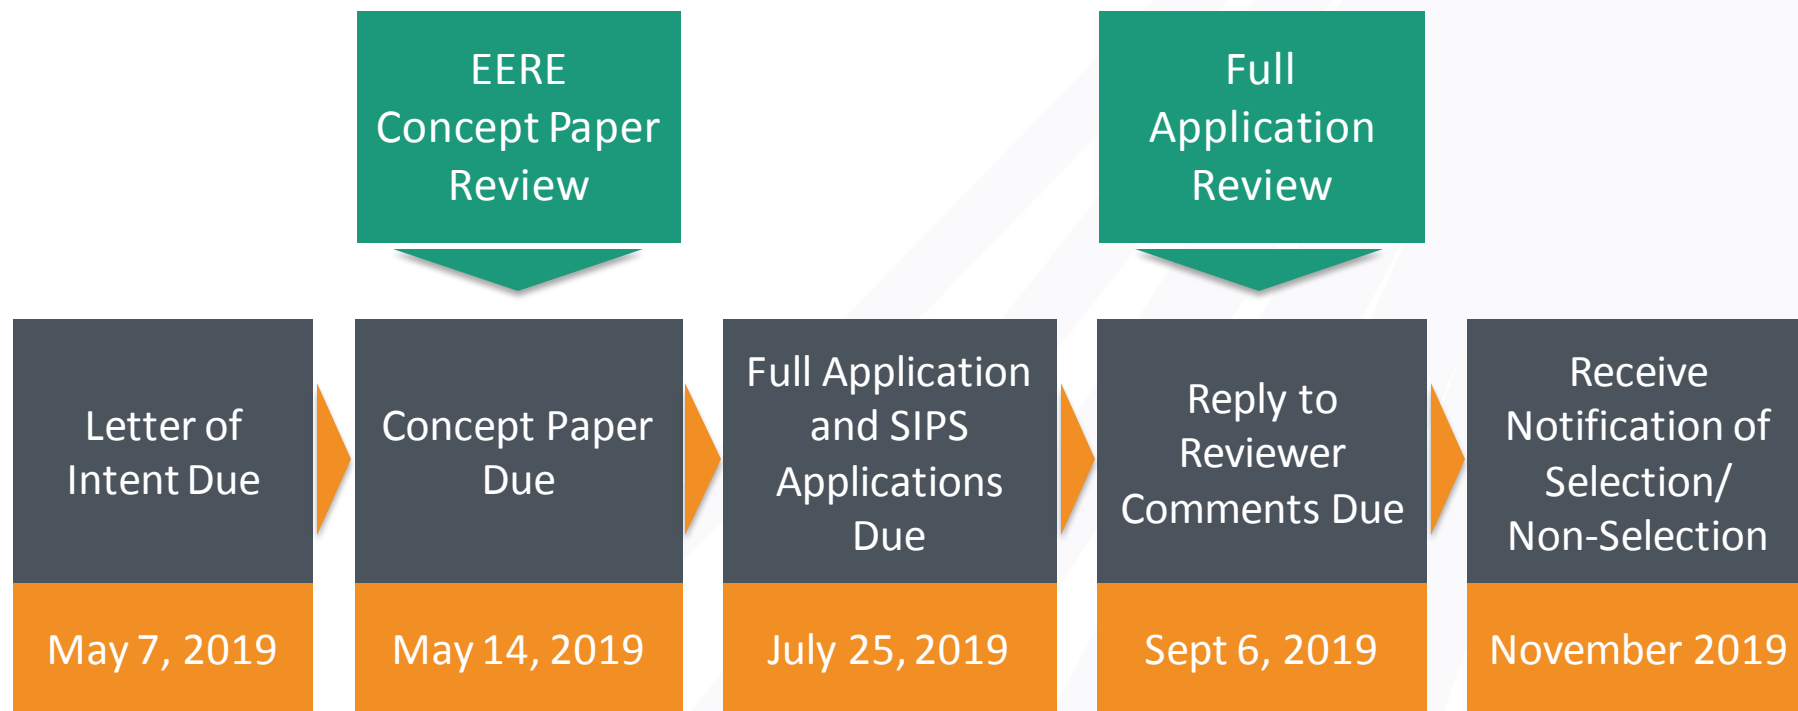 EERE
Concept Paper
Review
Full
Application
Review
Letter of
Intent Due
May 7, 2019
Concept Paper
Due
May 14, 2019
Full Application
and SIPS
Applications
Due
July 25, 2019
Reply to
Reviewer
Comments Due
Sept 6, 2019
Receive
Notification of
Selection/
Non-Selection
November 2019